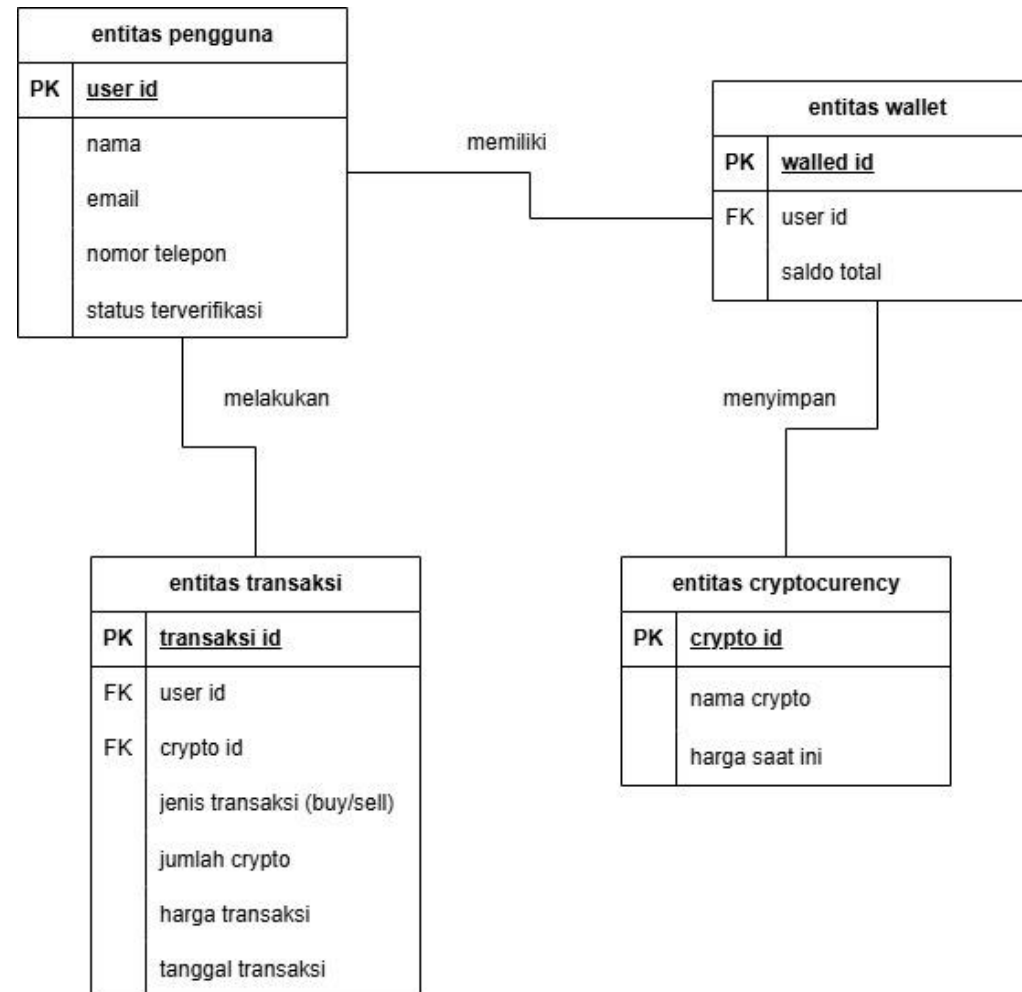 entitas pengguna
PK user id
nama
email
nomor telepon
status terverifikasi
memiliki
entitas wallet
PK walled id
FK user id
saldo total
melakukan
menyimpan
entitas transaksi
PK transaksi id
FK user id
FK crypto id
jenis transaksi (buy/sell)
jumlah crypto
harga transaksi
tanggal transaksi
entitas cryptocurency
PK crypto id
nama crypto
harga saat ini